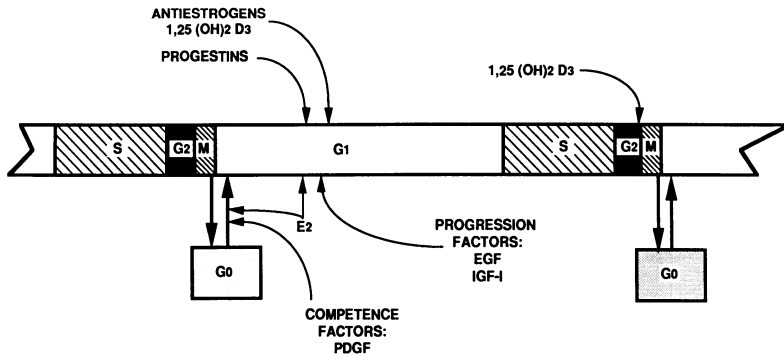 ANTIESTROGENS
1,25 (OH)2 D3
PROGESTINS
1,25 (OH)2 D3
S
G2
M
G1
S
G2
M
E2
PROGRESSION
FACTORS:
EGF
IGF-I
G0
G0
COMPETENCE
FACTORS:
PDGF